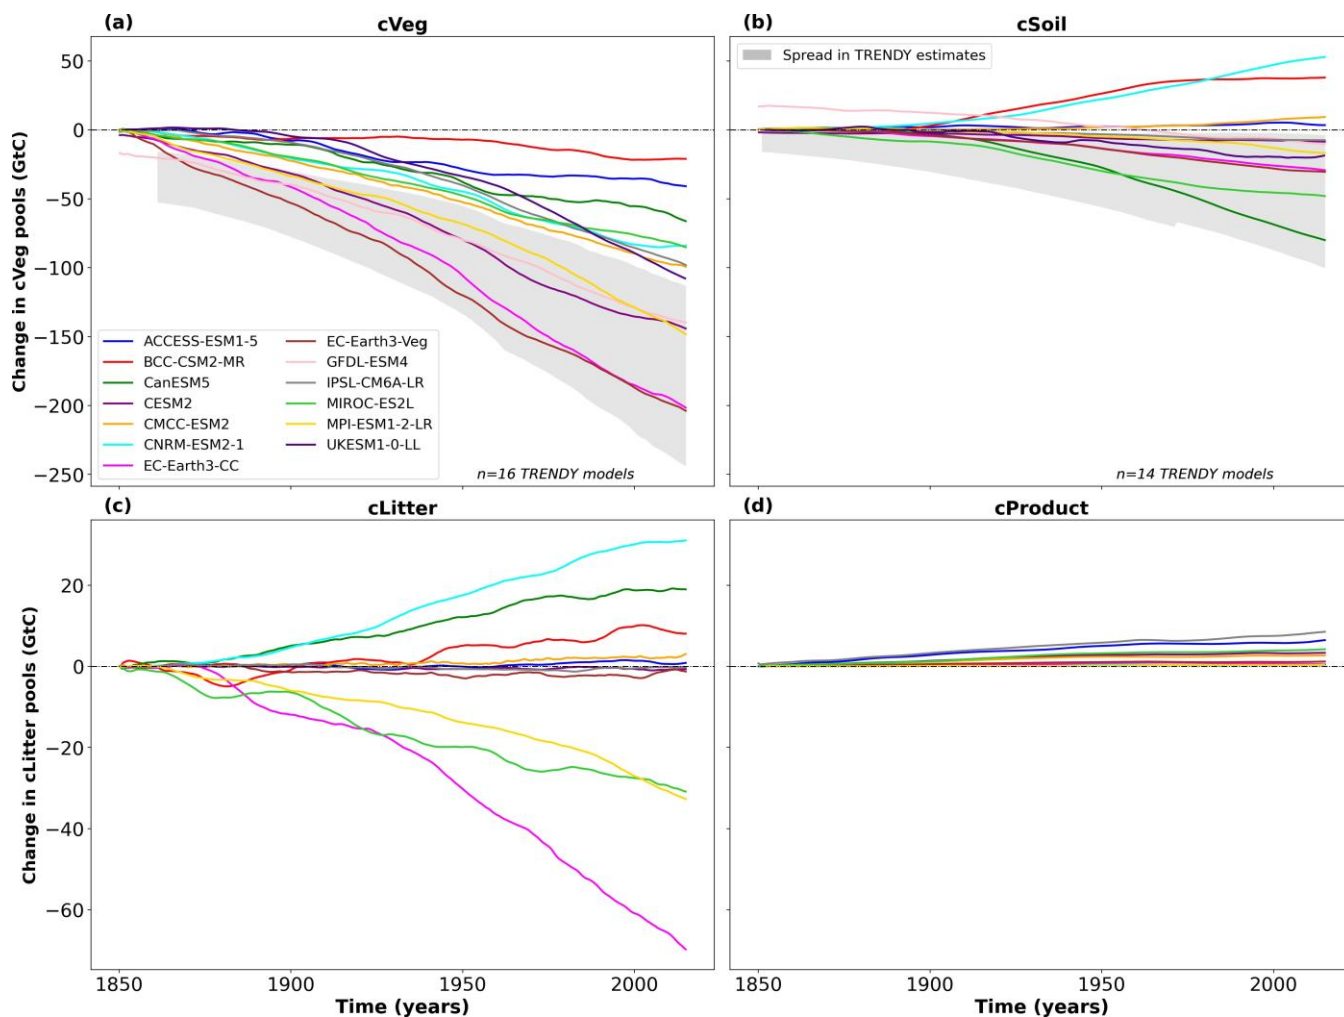 (a)
cVeg
(b)
cSoil
Change in cVeg pools (GtC)
50
0
−50
−100
−150
−200
−250
ACCESS-ESM1-5
BCC-CSM2-MR
CanESM5
CESM2
CMCC-ESM2
CNRM-ESM2-1
EC-Earth3-CC
EC-Earth3-Veg
GFDL-ESM4
IPSL-CM6A-LR
MIROC-ES2L
MPI-ESM1-2-LR
UKESM1-0-LL
n=16 TRENDY models
Spread in TRENDY estimates
n=14 TRENDY models
(c)
cLitter
(d)
cProduct
Change in cLitter pools (GtC)
20
0
−20
−40
−60
1850
1900
1950
2000
Time (years)
1850
1900
1950
2000
Time (years)